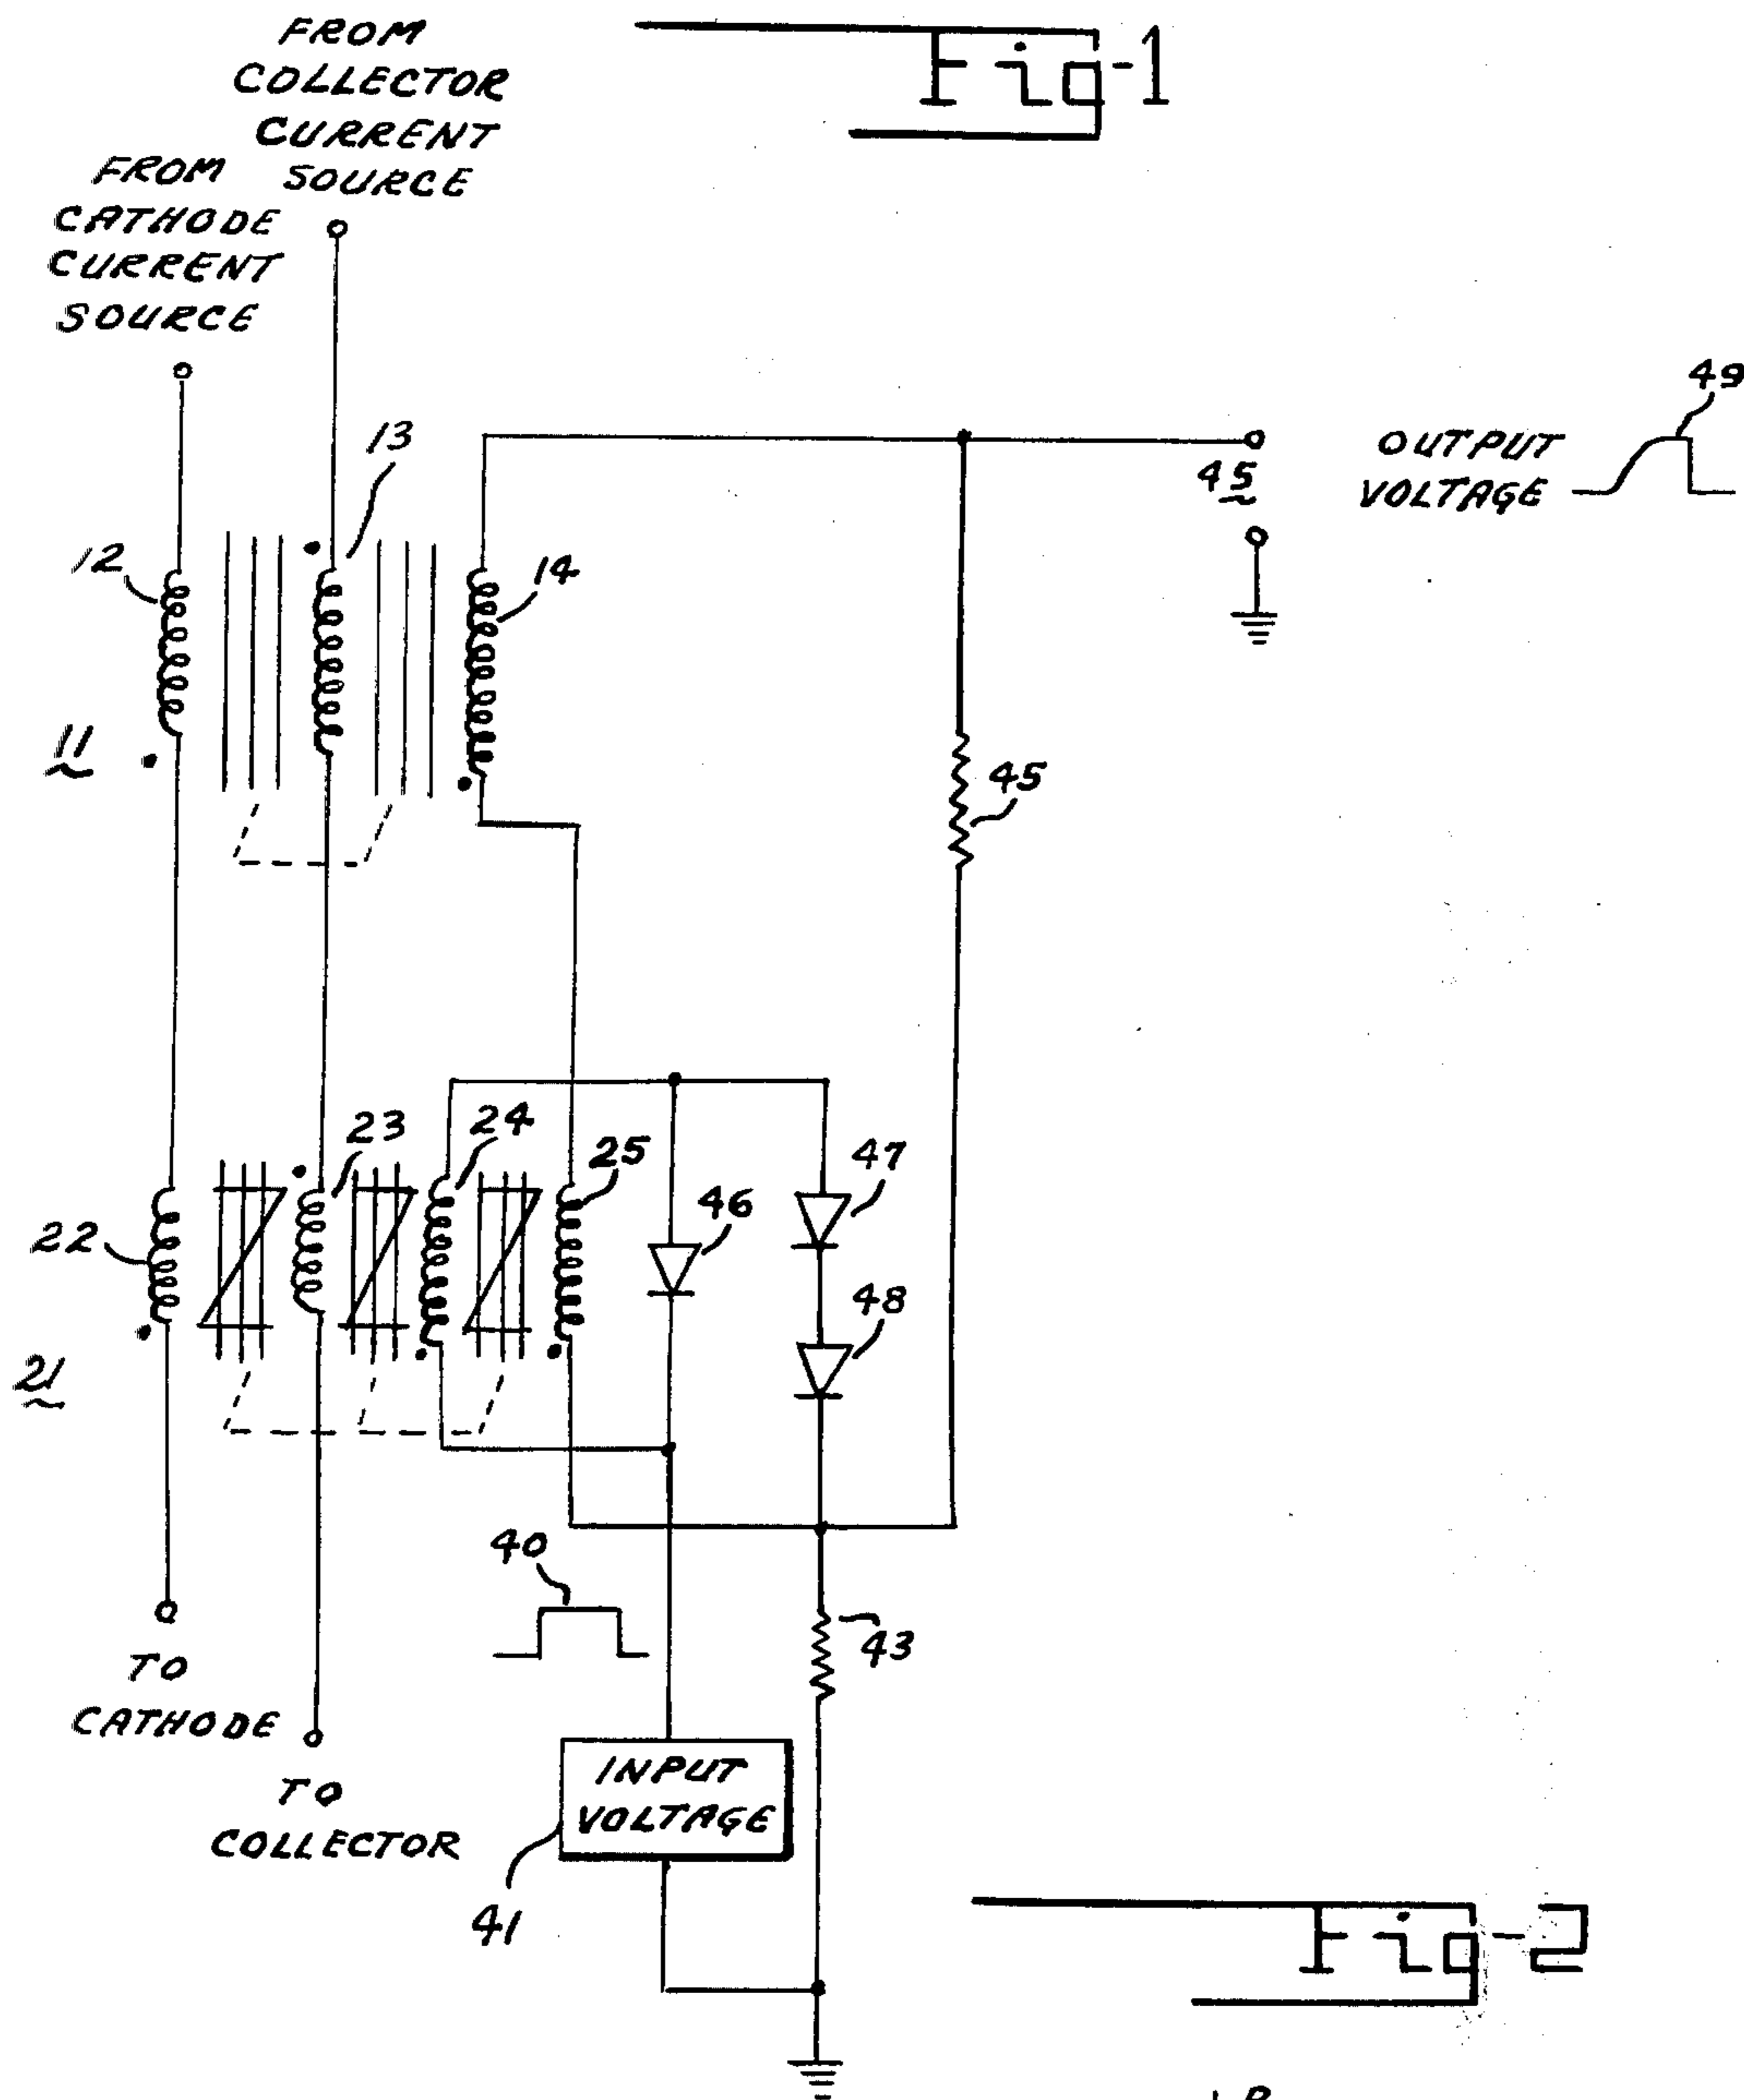 Fig-1
FROM
COLLECTOR
CURRENT
SOURCE
FROM
CATHODE
CURRENT
SOURCE
49
OUTPUT
VOLTAGE
45
13
12
14
11
45
23
24
25
47
46
22
48
21
40
43
TO
CATHODE
TO
COLLECTOR
INPUT
VOLTAGE
41
Fig-2